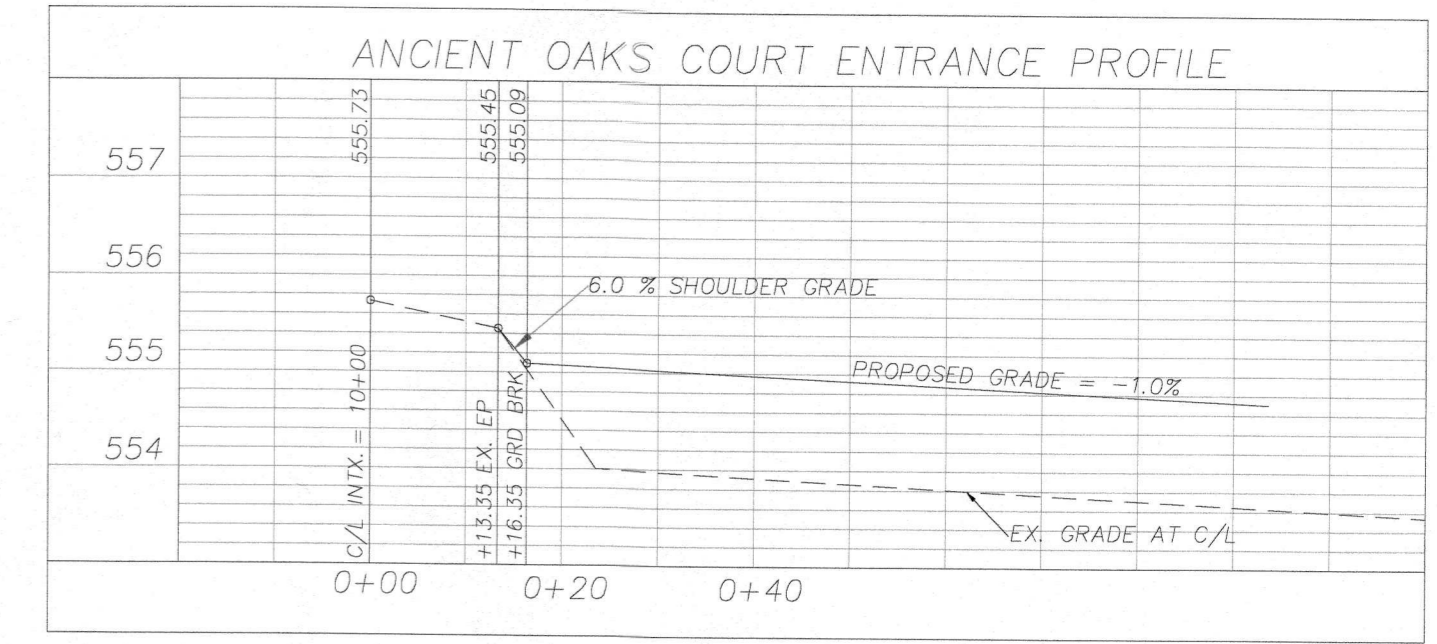 ANCIENT OAKS COURT ENTRANCE PROFILE
555.73
555.45
555.09
557
556
555
554
6.0 % SHOULDER GRADE
PROPOSED GRADE = -1.0%
C/L INTX. = 10+00
+13.35 EX. EP
+16.35 GRD BRK
EX. GRADE AT C/L
0+00
0+20
0+40